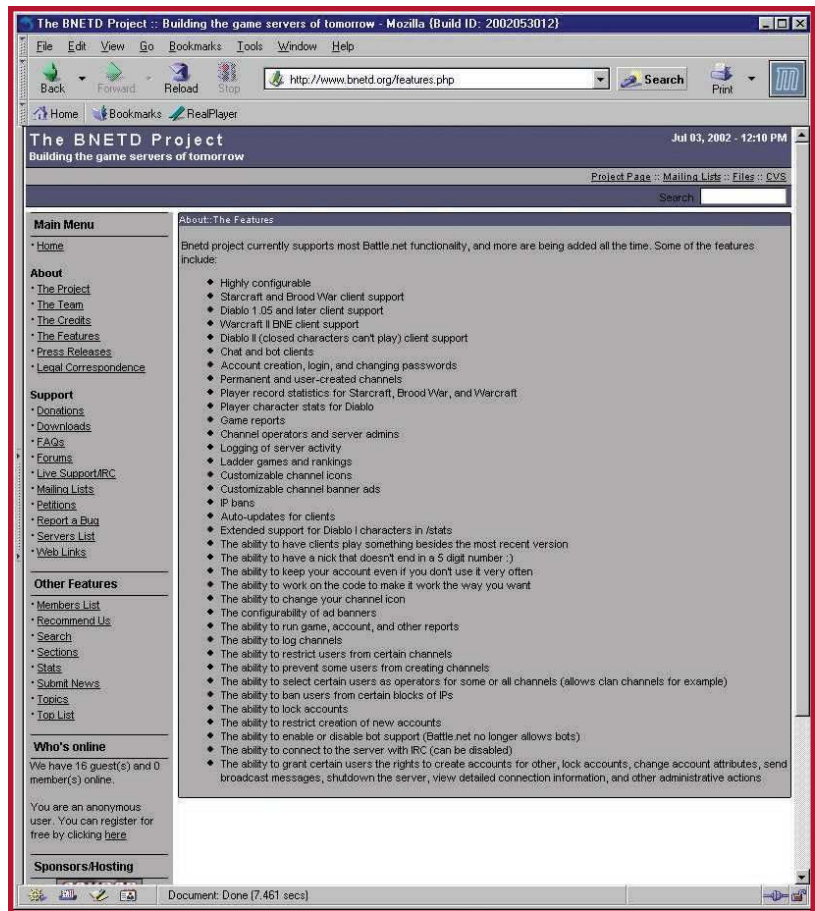 The BNETD Project :: Building the game servers of tomorrow - Mozilla {Build ID: 2002053012}
File Edit View Go Bookmarks Tools Window Help
Back Forward Reload Stop http://www.bnetd.org/features.php Search Print
Home Bookmarks RealPlayer
The BNETD Project
Jul 03, 2002 - 12:10 PM
Building the game servers of tomorrow
Project Page :: Mailing Lists :: Files :: CVS
Search
Main Menu
· Home
About
· The Project
· The Team
· The Credits
· The Features
· Press Releases
· Legal Correspondence
Support
· Donations
· Downloads
· FAQs
· Forums
· Live Support/IRC
· Mailing Lists
· Petitions
· Report a Bug
· Servers List
· Web Links
Other Features
· Members List
· Recommend Us
· Search
· Sections
· Stats
· Submit News
· Topics
· Top List
Who's online
We have 16 guest(s) and 0
member(s) online.
You are an anonymous
user. You can register for
free by clicking here
Sponsors/Hosting
About::The Features
Bnetd project currently supports most Battle.net functionality, and more are being added all the time. Some of the features
include:
◆ Highly configurable
◆ Starcraft and Brood War client support
◆ Diablo 1.05 and later client support
◆ Warcraft II BNE client support
◆ Diablo II (closed characters can't play) client support
◆ Chat and bot clients
◆ Account creation, login, and changing passwords
◆ Permanent and user-created channels
◆ Player record statistics for Starcraft, Brood War, and Warcraft
◆ Player character stats for Diablo
◆ Game reports
◆ Channel operators and server admins
◆ Logging of server activity
◆ Ladder games and rankings
◆ Customizable channel icons
◆ Customizable channel banner ads
◆ IP bans
◆ Auto-updates for clients
◆ Extended support for Diablo I characters in /stats
◆ The ability to have clients play something besides the most recent version
◆ The ability to have a nick that doesn't end in a 5 digit number :)
◆ The ability to keep your account even if you don't use it very often
◆ The ability to work on the code to make it work the way you want
◆ The ability to change your channel icon
◆ The configurability of ad banners
◆ The ability to run game, account, and other reports
◆ The ability to log channels
◆ The ability to restrict users from certain channels
◆ The ability to prevent some users from creating channels
◆ The ability to select certain users as operators for some or all channels (allows clan channels for example)
◆ The ability to ban users from certain blocks of IPs
◆ The ability to lock accounts
◆ The ability to restrict creation of new accounts
◆ The ability to enable or disable bot support (Battle.net no longer allows bots)
◆ The ability to connect to the server with IRC (can be disabled)
◆ The ability to grant certain users the rights to create accounts for other, lock accounts, change account attributes, send
broadcast messages, shutdown the server, view detailed connection information, and other administrative actions
Document: Done (7.461 secs)